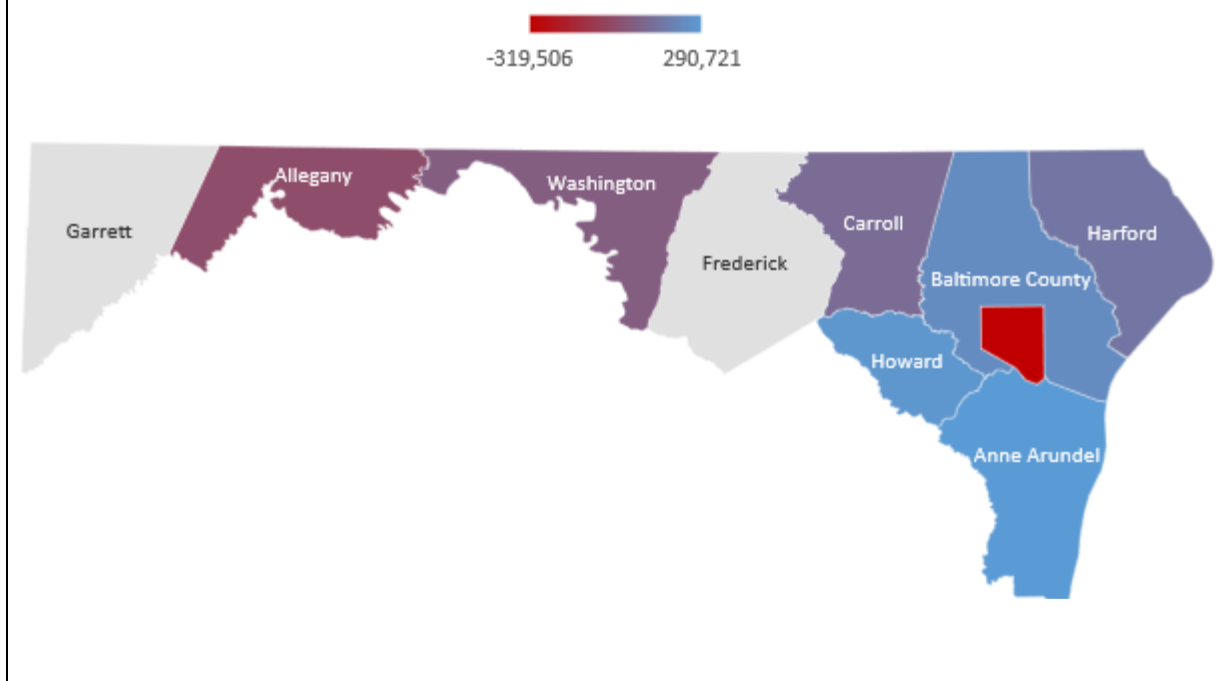 -319,506 290,721
Allegany
Washington
Garrett
Carroll
Harford
Frederick
Baltimore County
Howard
Anne Arundel